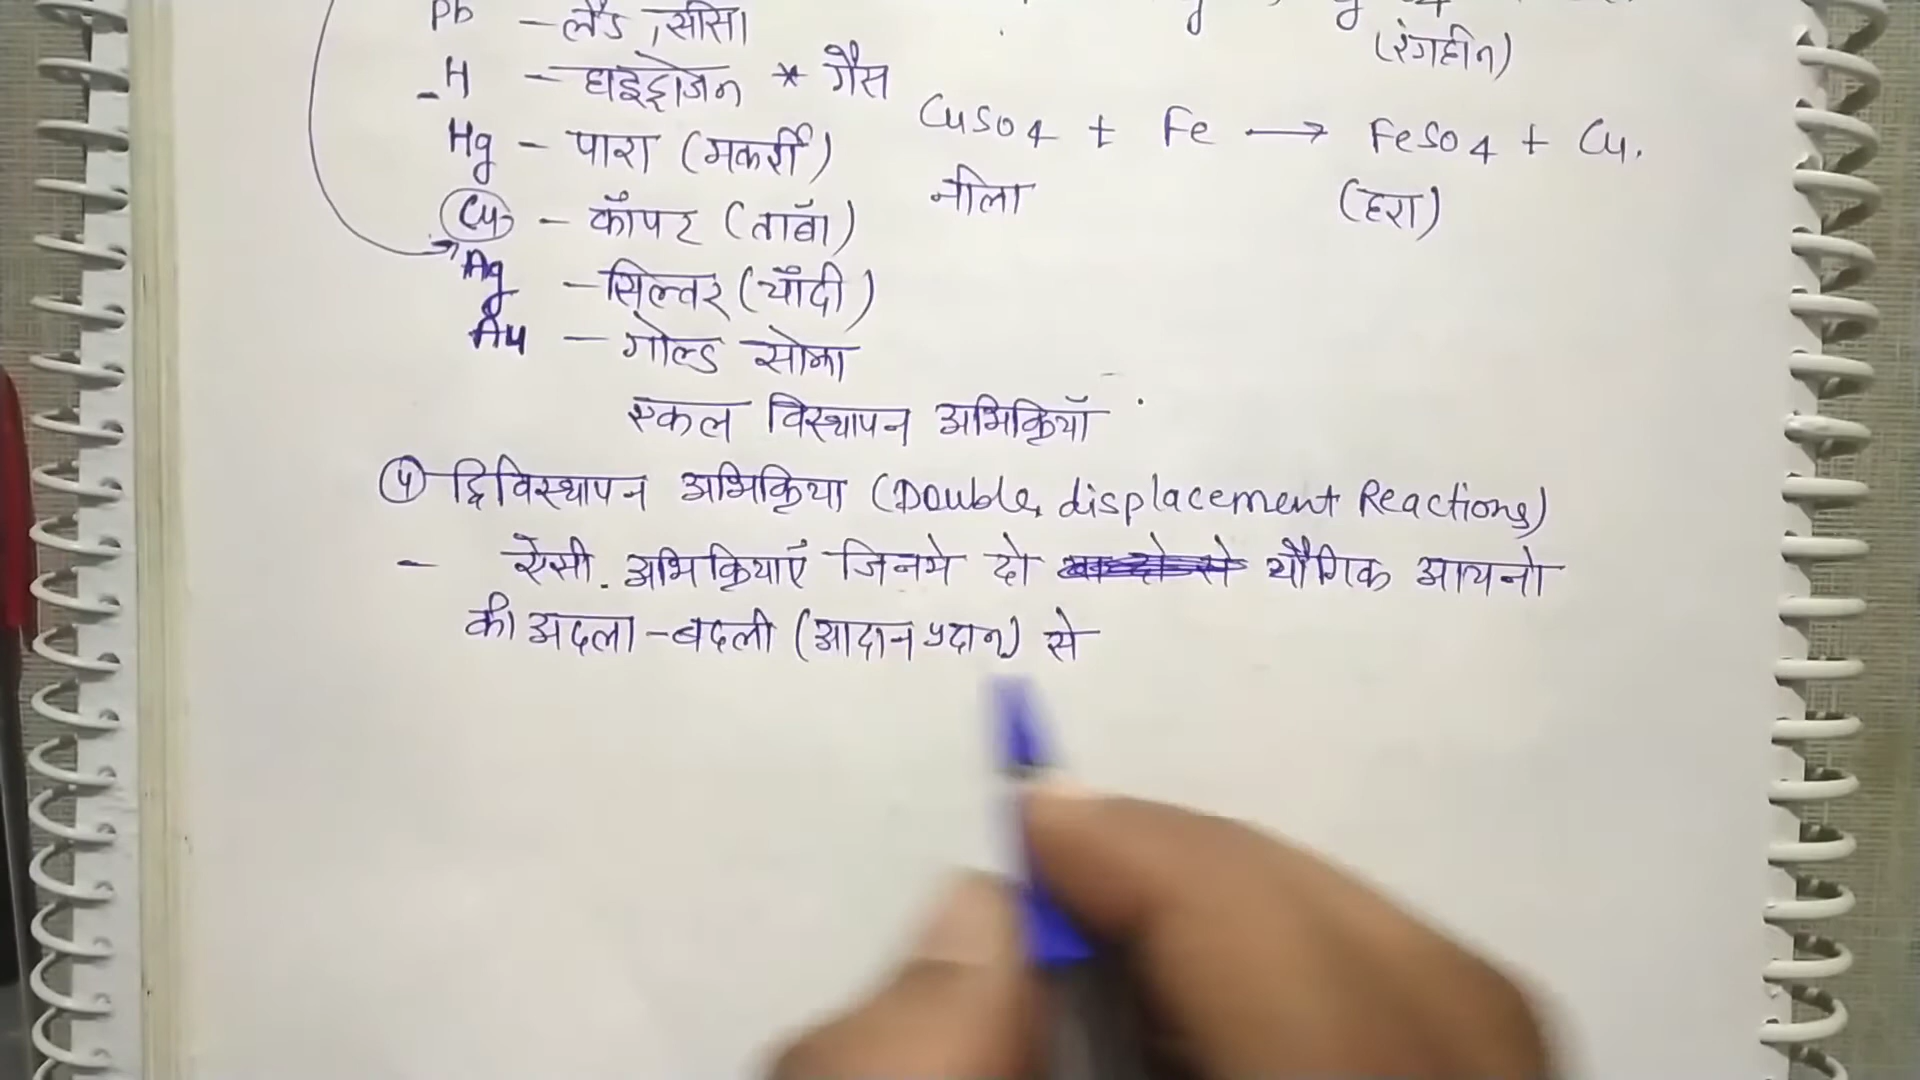 Pb – लैड, सीसा
(रंगहीन)
H – हाइड्रोजन * गैस
Hg – पारा (मर्करी)
CuSO4 + Fe → FeSO4 + Cu.
नीला (हरा)
Cu – कॉपर (ताँबा)
Ag – सिल्वर (चाँदी)
Au – गोल्ड सोना
एकल विस्थापन अभिक्रियाँ
④ द्विविस्थापन अभिक्रिया (Double displacement Reactions)
– ऐसी अभिक्रियाएँ जिनमे दो यौगिक आयनो
की अदला-बदली (आदान प्रदान) से